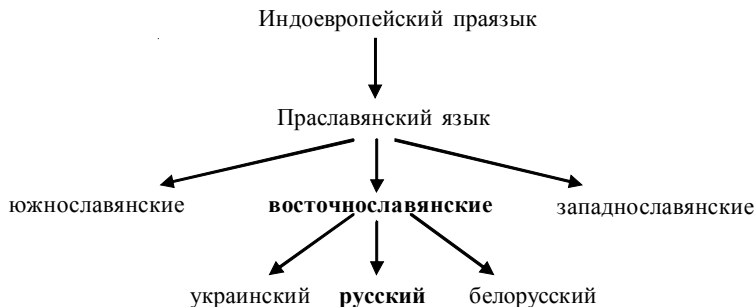 Индоевропейский праязык
Праславянский язык
южнославянские восточнославянские западнославянские
украинский русский белорусский